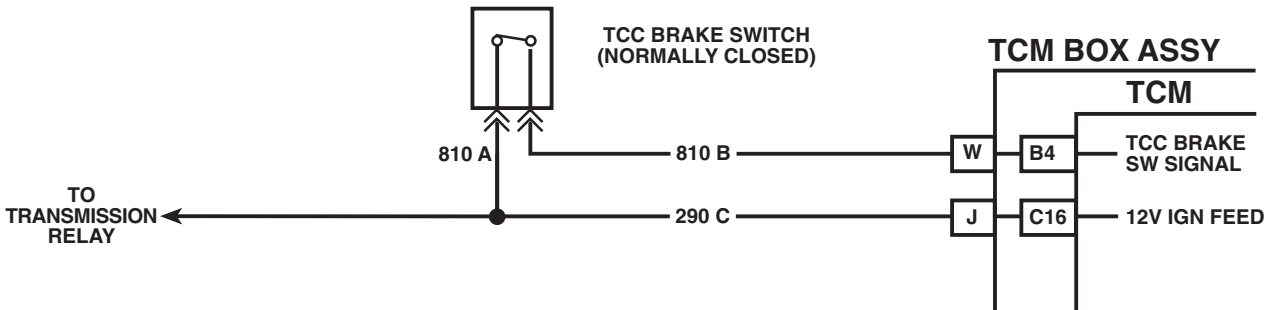 TCC BRAKE SWITCH
(NORMALLY CLOSED)
TCM BOX ASSY
TCM
810 A
810 B
W
B4
TCC BRAKE
SW SIGNAL
TO
TRANSMISSION
RELAY
290 C
J
C16
12V IGN FEED